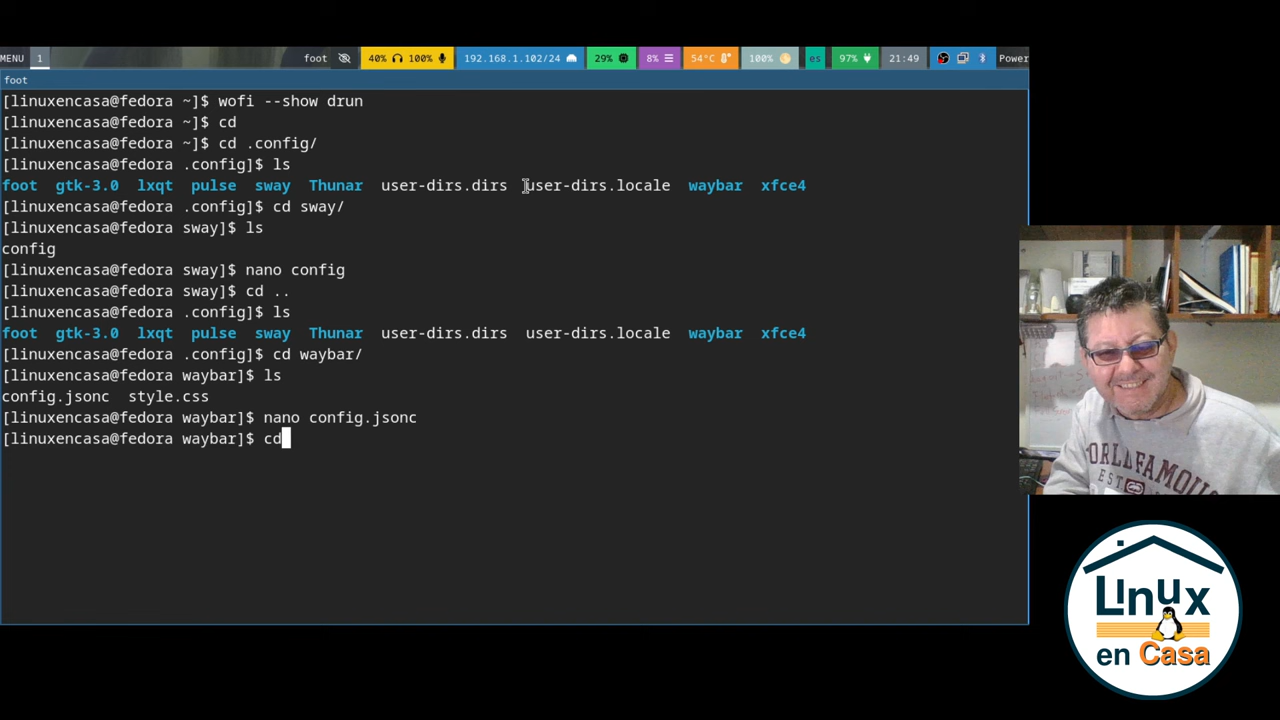 MENU 1 foot 40% 100% 192.168.1.102/24 29% 8% 54°C 100% es 97% 21:49 Power
foot
[linuxencasa@fedora ~]$ wofi --show drun
[linuxencasa@fedora ~]$ cd
[linuxencasa@fedora ~]$ cd .config/
[linuxencasa@fedora .config]$ ls
foot gtk-3.0 lxqt pulse sway Thunar user-dirs.dirs user-dirs.locale waybar xfce4
[linuxencasa@fedora .config]$ cd sway/
[linuxencasa@fedora sway]$ ls
config
[linuxencasa@fedora sway]$ nano config
[linuxencasa@fedora sway]$ cd ..
[linuxencasa@fedora .config]$ ls
foot gtk-3.0 lxqt pulse sway Thunar user-dirs.dirs user-dirs.locale waybar xfce4
[linuxencasa@fedora .config]$ cd waybar/
[linuxencasa@fedora waybar]$ ls
config.jsonc style.css
[linuxencasa@fedora waybar]$ nano config.jsonc
[linuxencasa@fedora waybar]$ cd
LInux
en Casa